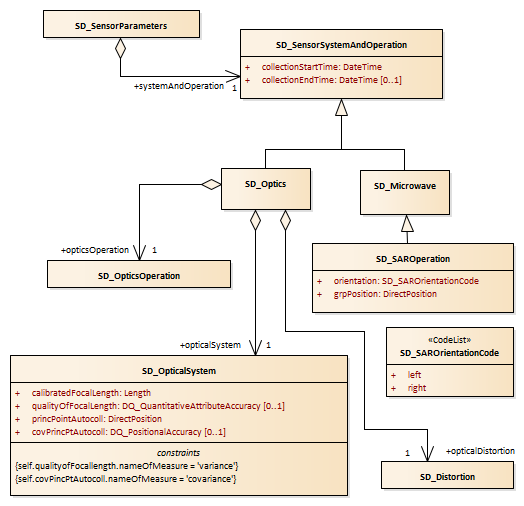 SD_SensorParameters
SD_SensorSystemAndOperation
+ collectionStartTime: DateTime
+ collectionEndTime: DateTime [0..1]
+systemAndOperation
1
SD_Optics
SD_Microwave
+opticsOperation
1
SD_OpticsOperation
SD_SAROperation
+ orientation: SD_SAROrientationCode
+ grpPosition: DirectPosition
«CodeList»
SD_SAROrientationCode
+ left
+ right
+opticalSystem
1
SD_OpticalSystem
+ calibratedFocalLength: Length
+ qualityOfFocalLength: DQ_QuantitativeAttributeAccuracy [0..1]
+ princPointAutocoll: DirectPosition
+ covPrincPtAutocoll: DQ_PositionalAccuracy [0..1]
constraints
{self.qualityofFocallength.nameOfMeasure = 'variance'}
{self.covPincPtAutocoll.nameOfMeasure = 'covariance'}
1
+opticalDistortion
SD_Distortion